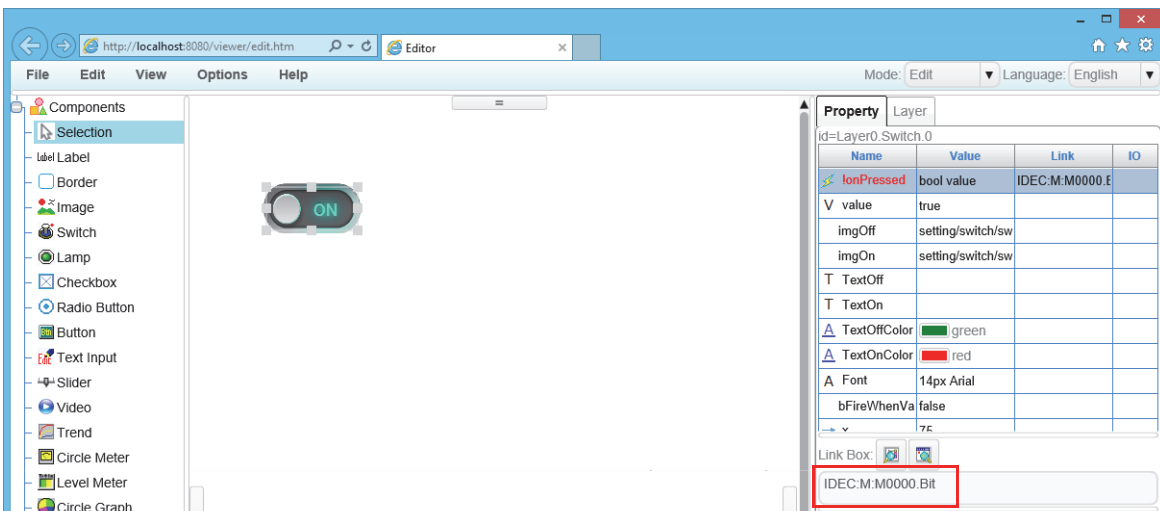 http://localhost:8080/viewer/edit.htm
Editor
File Edit View Options Help
Mode: Edit Language: English
Components
Selection
Label Label
Border
Image
Switch
Lamp
Checkbox
Radio Button
Btn Button
Edit Text Input
Slider
Video
Trend
Circle Meter
Level Meter
Circle Graph
ON
Property Layer
id=Layer0.Switch.0
Name Value Link IO
!onPressed bool value IDEC:M:M0000.E
V value true
imgOff setting/switch/sw
imgOn setting/switch/sw
T TextOff
T TextOn
A TextOffColor green
A TextOnColor red
A Font 14px Arial
bFireWhenVa false
x 75
Link Box:
IDEC:M:M0000.Bit